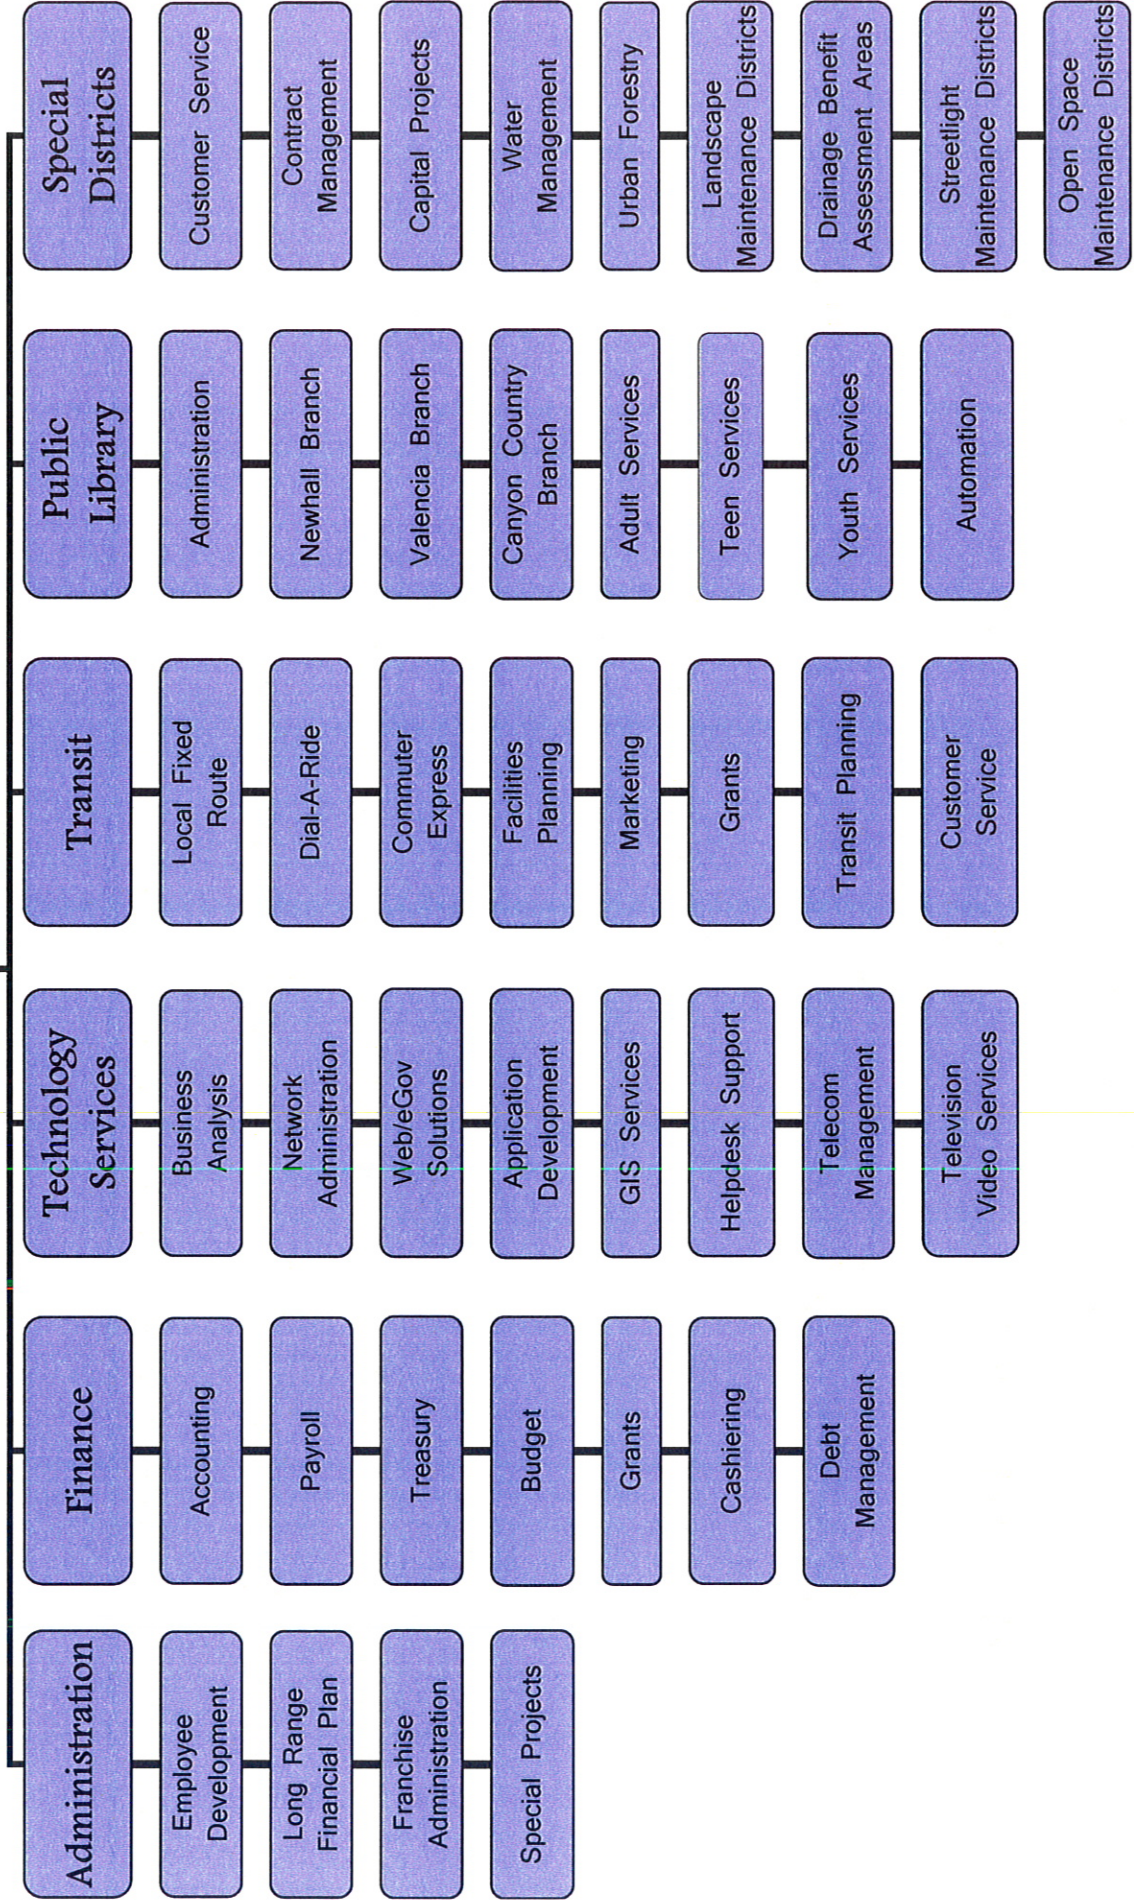 Administration
Employee
Development
Long Range
Financial Plan
Franchise
Administration
Special Projects
Finance
Accounting
Payroll
Treasury
Budget
Grants
Cashiering
Debt
Management
Technology
Services
Business
Analysis
Network
Administration
Web/eGov
Solutions
Application
Development
GIS Services
Helpdesk Support
Telecom
Management
Television
Video Services
Transit
Local Fixed
Route
Dial-A-Ride
Commuter
Express
Facilities
Planning
Marketing
Grants
Transit Planning
Customer
Service
Public
Library
Administration
Newhall Branch
Valencia Branch
Canyon Country
Branch
Adult Services
Teen Services
Youth Services
Automation
Special
Districts
Customer Service
Contract
Management
Capital Projects
Water
Management
Urban Forestry
Landscape
Maintenance Districts
Drainage Benefit
Assessment Areas
Streetlight
Maintenance Districts
Open Space
Maintenance Districts